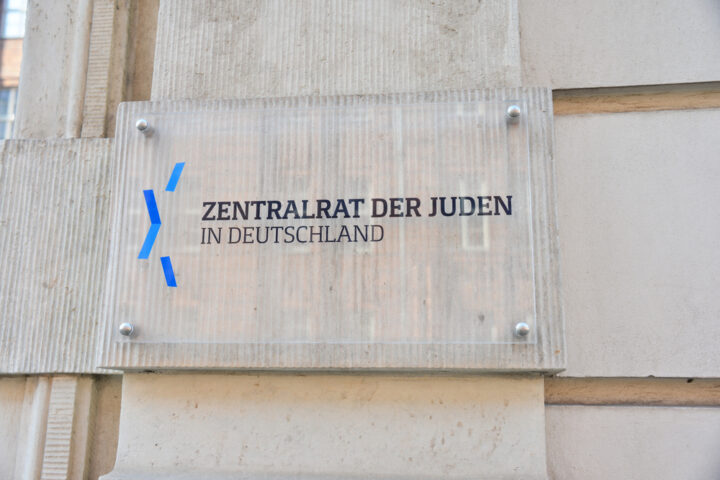 ZENTRALRAT DER JUDEN
IN DEUTSCHLAND